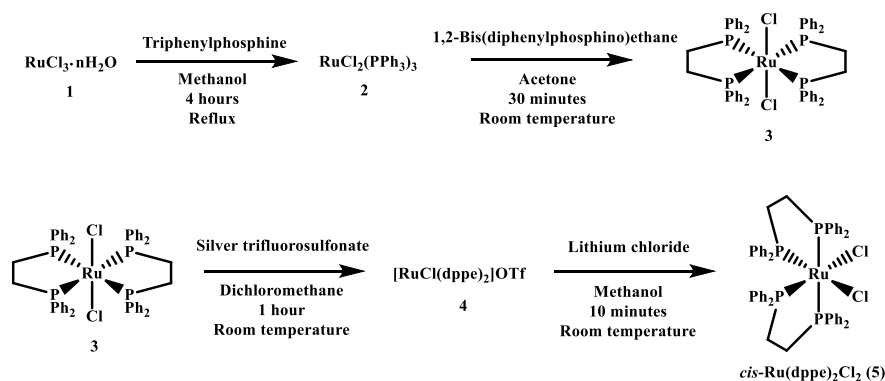 RuCl3·nH2O
1
Triphenylphosphine
Methanol
4 hours
Reflux
RuCl2(PPh3)3
2
1,2-Bis(diphenylphosphino)ethane
Acetone
30 minutes
Room temperature
Ph2 Cl Ph2
P P
Ru
P P
Ph2 Cl Ph2
3
Ph2 Cl Ph2
P P
Ru
P P
Ph2 Cl Ph2
3
Silver trifluorosulfonate
Dichloromethane
1 hour
Room temperature
[RuCl(dppe)2]OTf
4
Lithium chloride
Methanol
10 minutes
Room temperature
PPh2
Ph2P Cl
Ru
Ph2P Cl
PPh2
cis-Ru(dppe)2Cl2 (5)